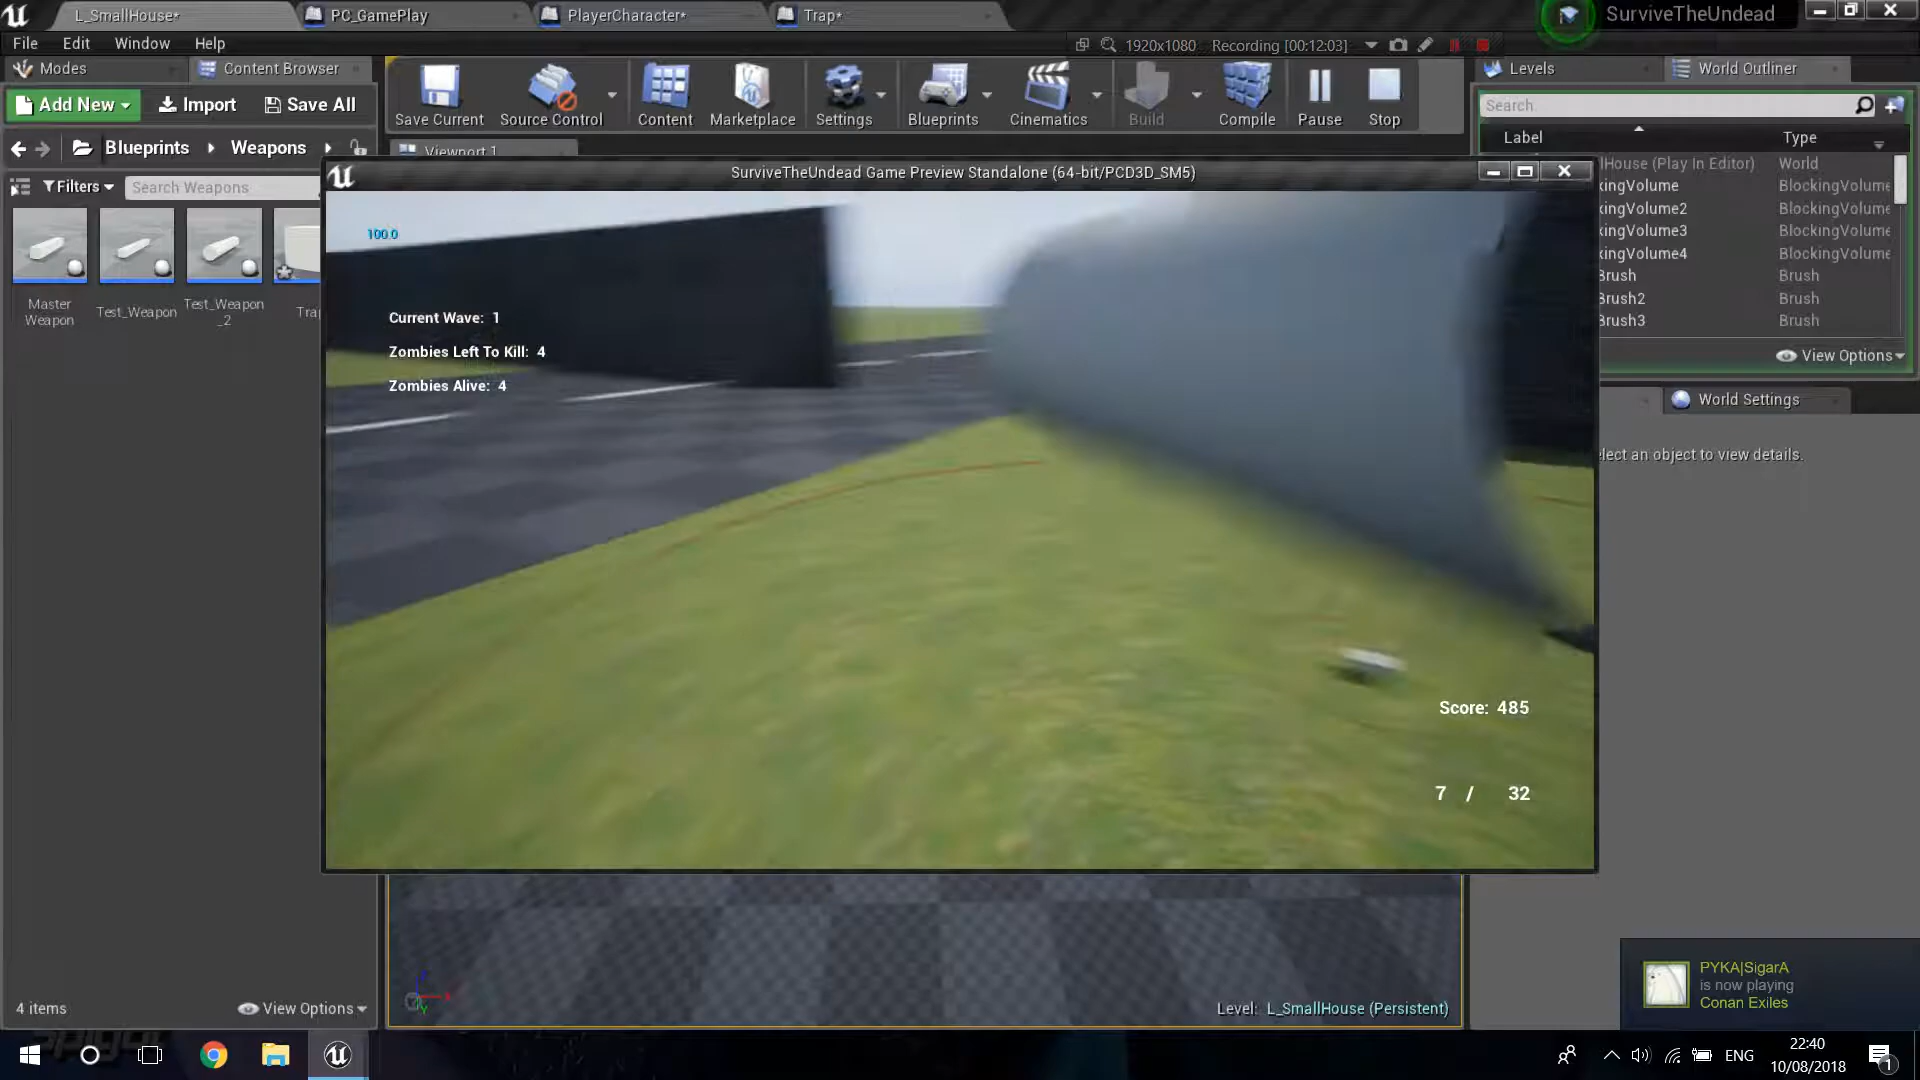 L_SmallHouse*
PC_GamePlay
PlayerCharacter*
Trap*
SurviveTheUndead
File Edit Window Help
1920x1080 Recording [00:12:03]
Modes
Content Browser
Levels
World Outliner
Add New
Import
Save All
Save Current
Source Control
Content
Marketplace
Settings
Blueprints
Cinematics
Build
Compile
Pause
Stop
Search
Label
Type
Blueprints
Weapons
Viewport 1
Filters
Search Weapons
SurviveTheUndead Game Preview Standalone (64-bit/PCD3D_SM5)
lHouse (Play In Editor) World
kingVolume BlockingVolume
kingVolume2 BlockingVolume
kingVolume3 BlockingVolume
kingVolume4 BlockingVolume
Brush Brush
Brush2 Brush
Brush3 Brush
View Options
World Settings
elect an object to view details.
Master
Weapon
Test_Weapon
Test_Weapon
_2
Tra
100.0
Current Wave: 1
Zombies Left To Kill: 4
Zombies Alive: 4
Score: 485
7 / 32
4 items
View Options
Level: L_SmallHouse (Persistent)
PYKA|SigarA
is now playing
Conan Exiles
ENG
22:40
10/08/2018
1